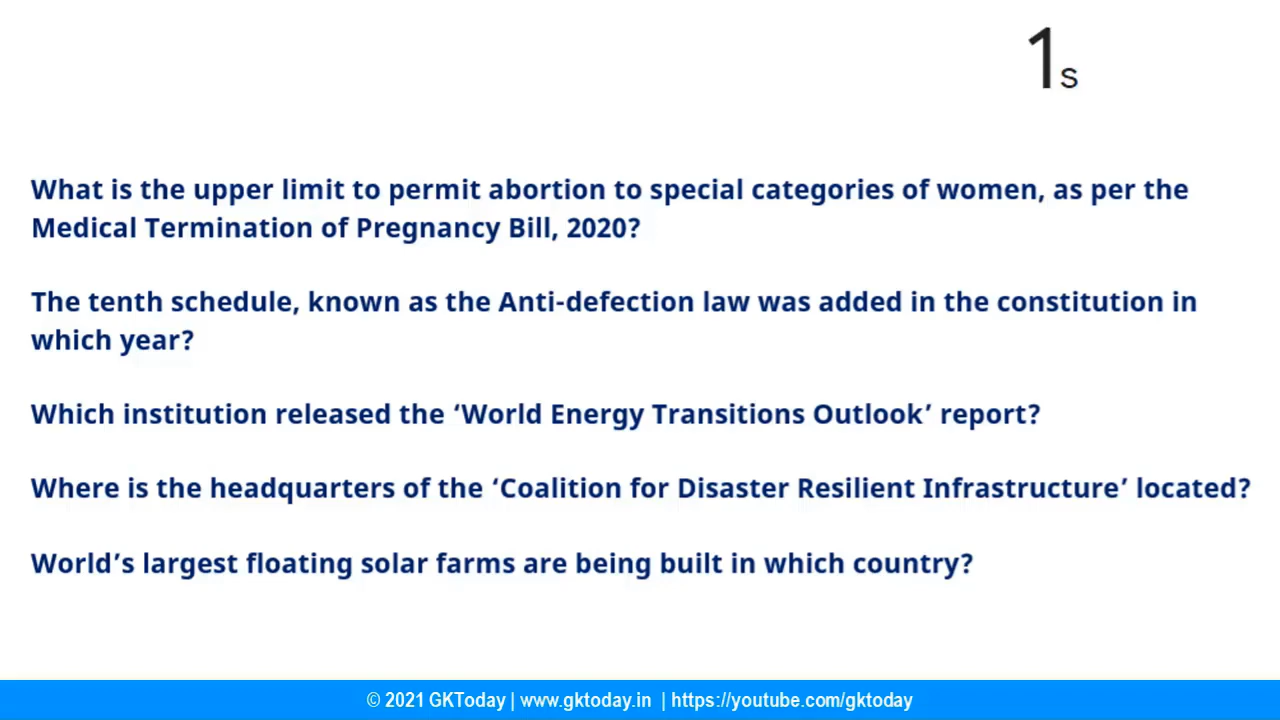 1s
What is the upper limit to permit abortion to special categories of women, as per the
Medical Termination of Pregnancy Bill, 2020?
The tenth schedule, known as the Anti-defection law was added in the constitution in
which year?
Which institution released the ‘World Energy Transitions Outlook’ report?
Where is the headquarters of the ‘Coalition for Disaster Resilient Infrastructure’ located?
World’s largest floating solar farms are being built in which country?
© 2021 GKToday | www.gktoday.in | https://youtube.com/gktoday